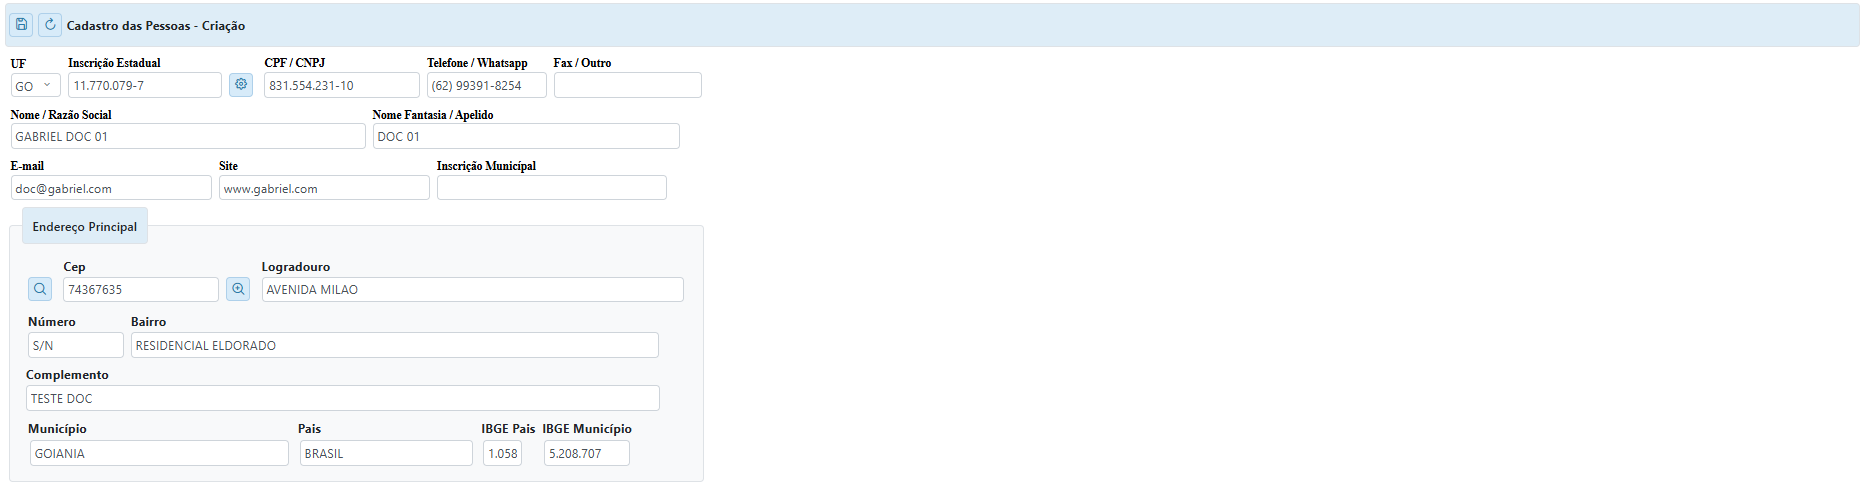 Cadastro das Pessoas - Criação
UF Inscrição Estadual CPF / CNPJ Telefone / Whatsapp Fax / Outro
GO 11.770.079-7 831.554.231-10 (62) 99391-8254
Nome / Razão Social Nome Fantasia / Apelido
GABRIEL DOC 01 DOC 01
E-mail Site Inscrição Municípal
doc@gabriel.com www.gabriel.com
Endereço Principal
Cep Logradouro
74367635 AVENIDA MILAO
Número Bairro
S/N RESIDENCIAL ELDORADO
Complemento
TESTE DOC
Município Pais IBGE Pais IBGE Município
GOIANIA BRASIL 1.058 5.208.707